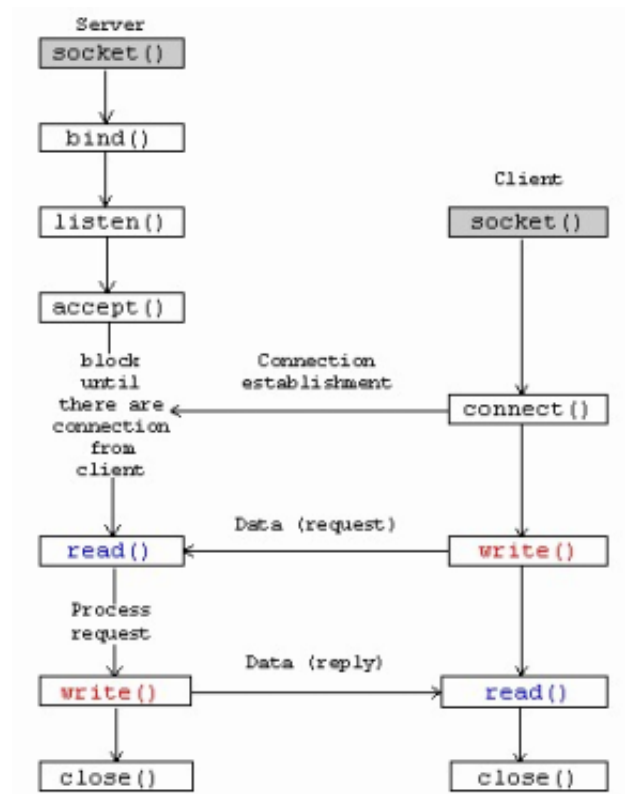 Server
socket()
bind()
listen()
accept()
block
until
there are
connection
from
client
Client
socket()
Connection
establishment
connect()
Data (request)
read()
write()
Process
request
Data (reply)
write()
read()
close()
close()